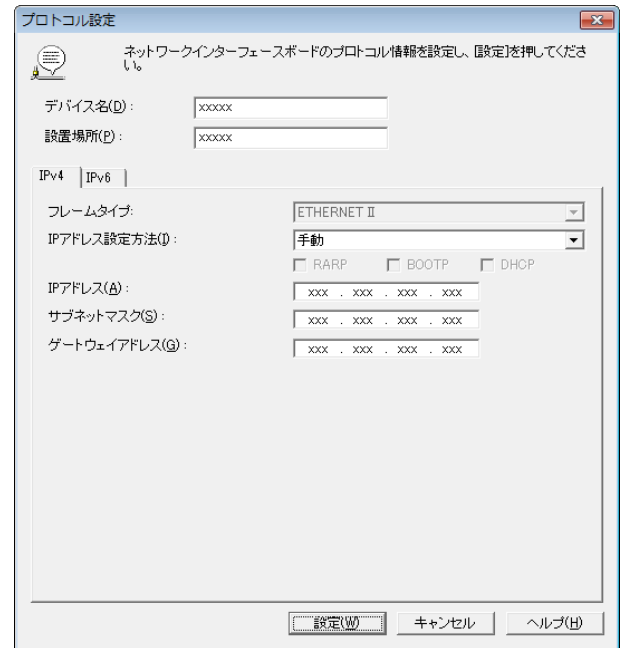 プロトコル設定
ネットワークインターフェースボードのプロトコル情報を設定し、[設定]を押してくださ
い。
デバイス名(D):
xxxxx
設置場所(P):
xxxxx
IPv4 IPv6
フレームタイプ:
ETHERNET II
IPアドレス設定方法(I):
手動
RARP BOOTP DHCP
IPアドレス(A):
xxx . xxx . xxx . xxx
サブネットマスク(S):
xxx . xxx . xxx . xxx
ゲートウェイアドレス(G):
xxx . xxx . xxx . xxx
設定(W) キャンセル ヘルプ(H)